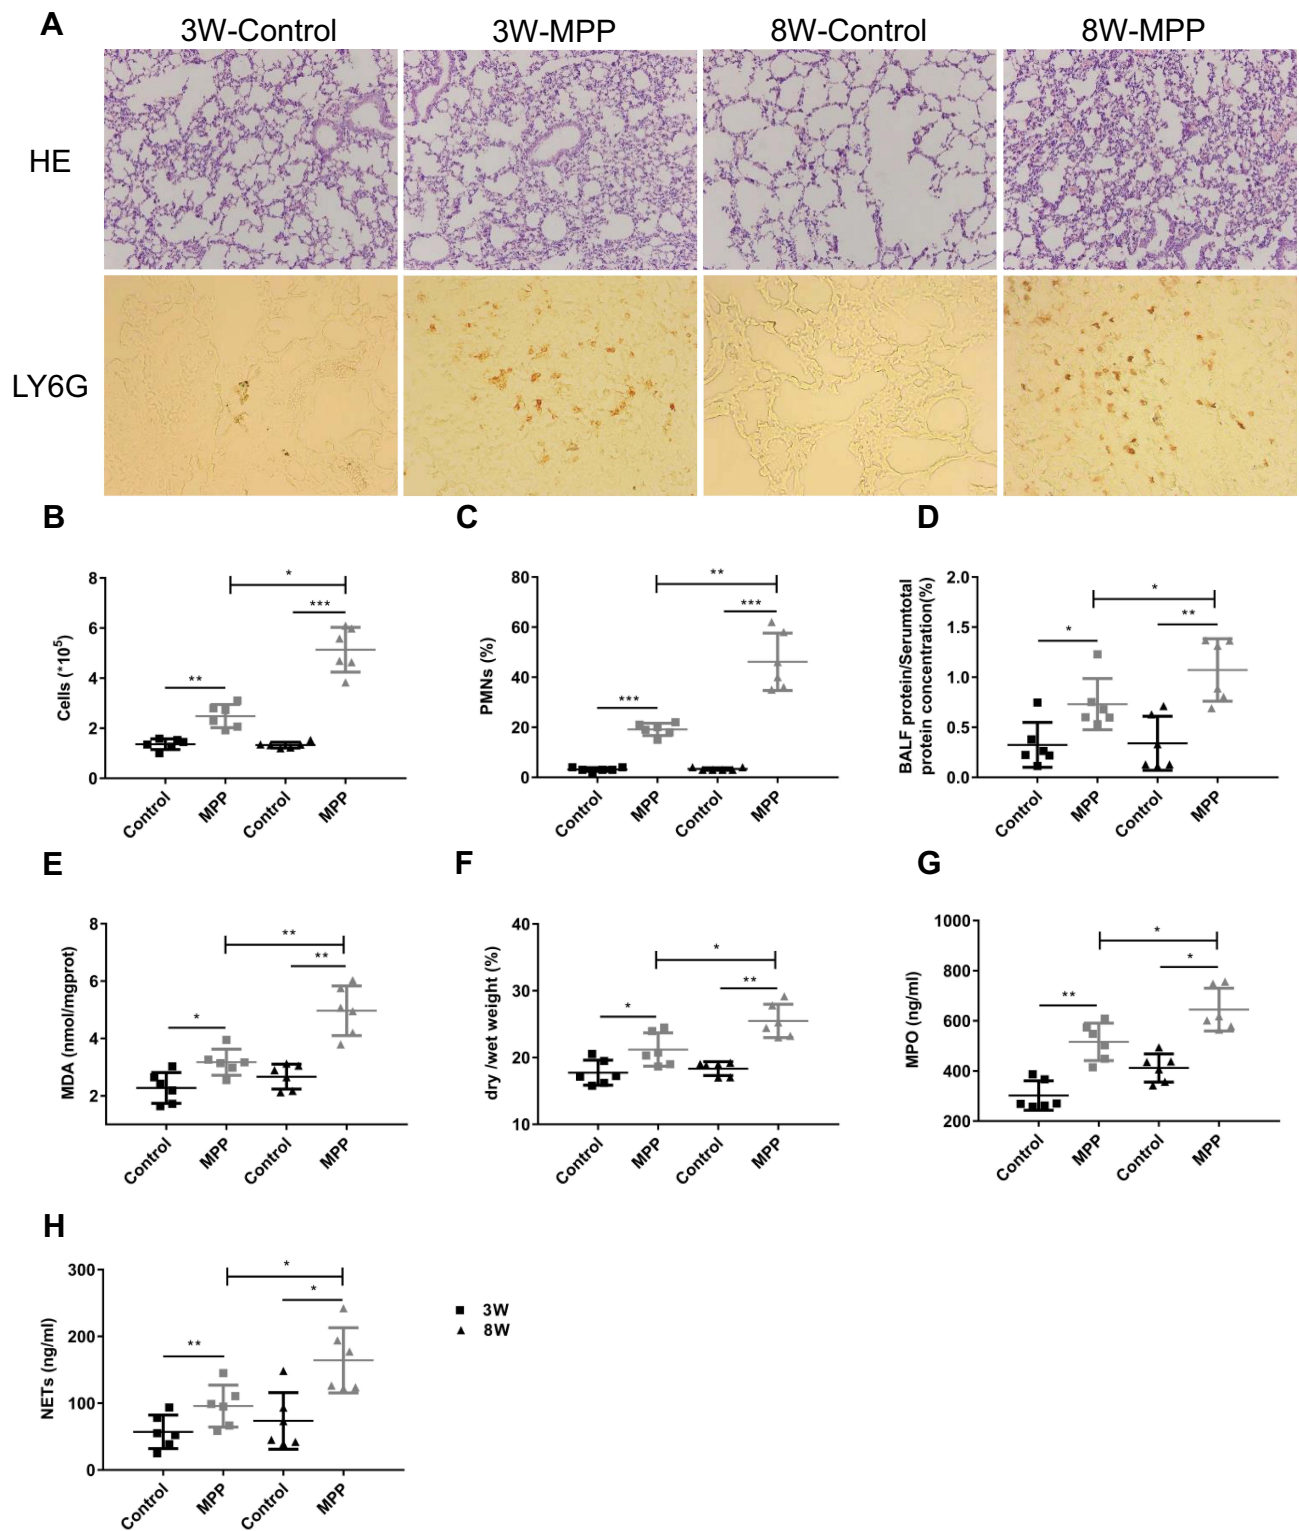 A
3W-Control
3W-MPP
8W-Control
8W-MPP
HE
LY6G
B
Cells (*10⁵)
8
6
4
2
0
**
***
*
Control
MPP
Control
MPP
C
PMNs (%)
80
60
40
20
0
***
***
**
Control
MPP
Control
MPP
D
BALF protein/Serumtotal
protein concentration(%)
2.0
1.5
1.0
0.5
0.0
*
**
*
Control
MPP
Control
MPP
E
MDA (nmol/mgprot)
8
6
4
2
*
**
**
Control
MPP
Control
MPP
F
dry /wet weight (%)
40
30
20
10
*
**
*
Control
MPP
Control
MPP
G
MPO (ng/ml)
1000
800
600
400
200
**
*
*
Control
MPP
Control
MPP
H
NETs (ng/ml)
300
200
100
0
**
*
*
Control
MPP
Control
MPP
3W
8W